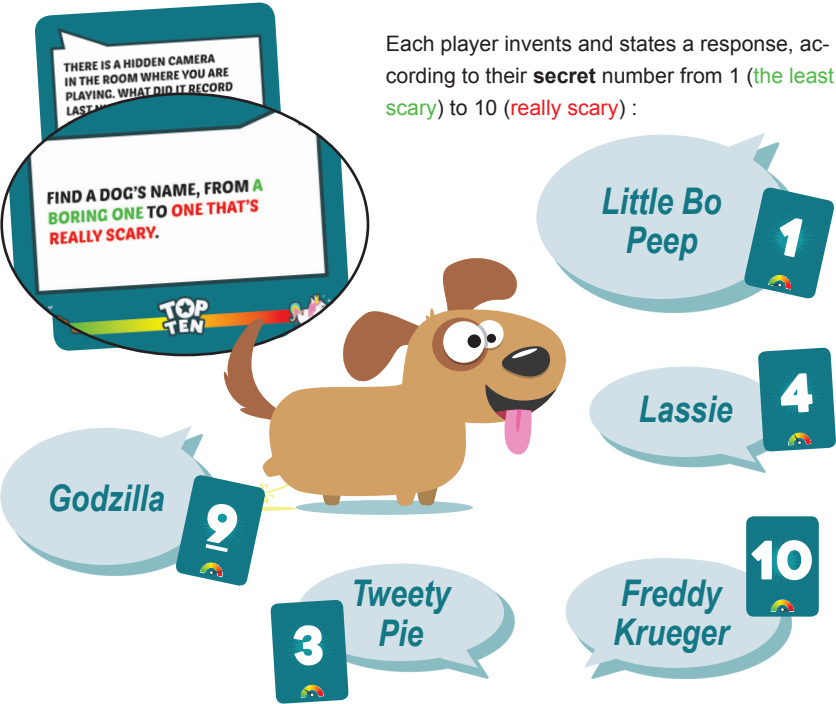 Each player invents and states a response, ac-
cording to their secret number from 1 (the least
scary) to 10 (really scary) :
THERE IS A HIDDEN CAMERA
IN THE ROOM WHERE YOU ARE
PLAYING. WHAT DID IT RECORD
LAST
FIND A DOG'S NAME, FROM A
BORING ONE TO ONE THAT'S
REALLY SCARY.
TOP
TEN
Little Bo
Peep
1
Lassie
4
Godzilla
9
Tweety
Pie
3
Freddy
Krueger
10